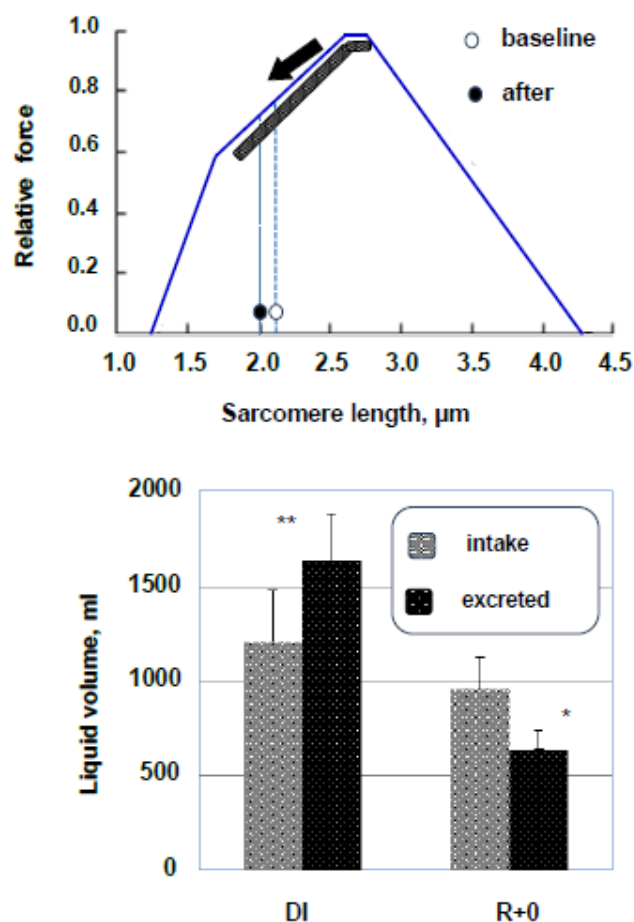 Relative force
1.0
0.8
0.6
0.4
0.2
0.0
baseline
after
1.0 1.5 2.0 2.5 3.0 3.5 4.0 4.5
Sarcomere length, µm
Liquid volume, ml
2000
1500
1000
500
0
**
intake
excreted
*
DI R+0